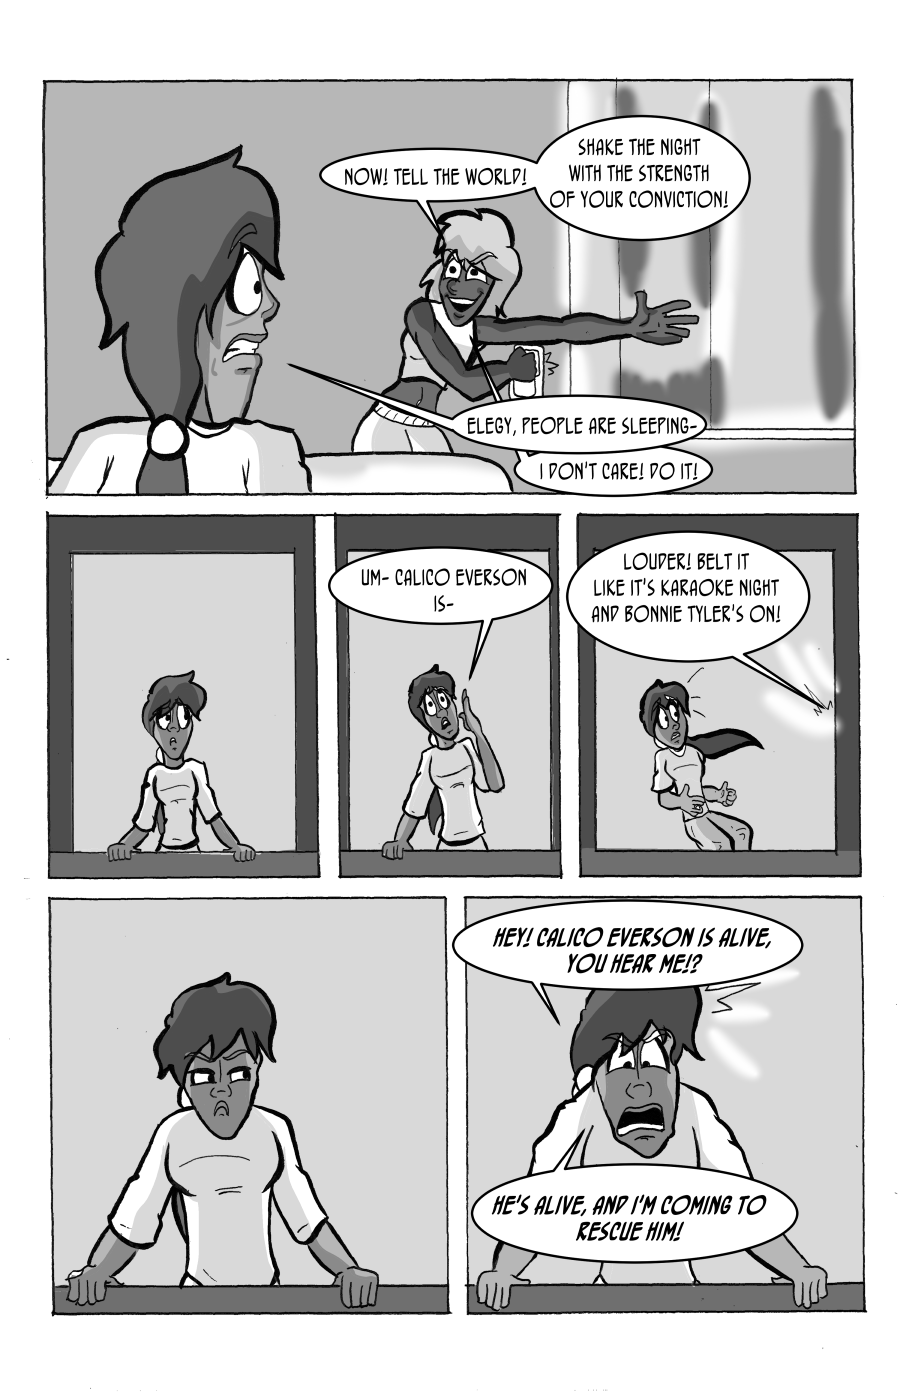 NOW! TELL THE WORLD!
SHAKE THE NIGHT
WITH THE STRENGTH
OF YOUR CONVICTION!
ELEGY, PEOPLE ARE SLEEPING-
I DON'T CARE! DO IT!
UM- CALICO EVERSON
IS-
LOUDER! BELT IT
LIKE IT'S KARAOKE NIGHT
AND BONNIE TYLER'S ON!
HEY! CALICO EVERSON IS ALIVE,
YOU HEAR ME!?
HE'S ALIVE, AND I'M COMING TO
RESCUE HIM!